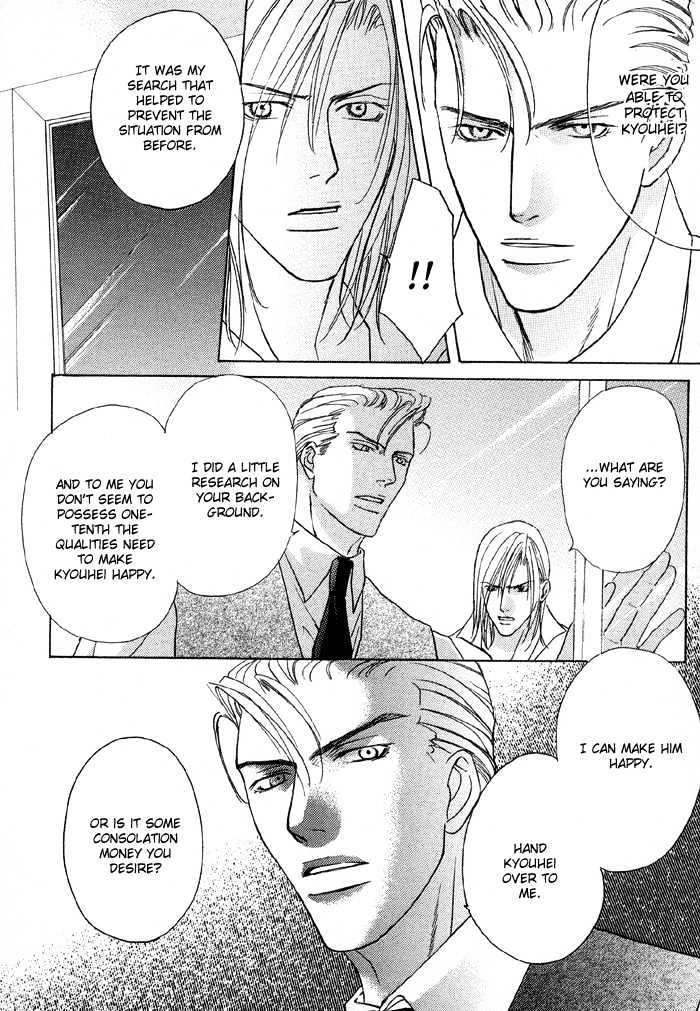 WERE YOU
ABLE TO
PROTECT
KYOUHEI?
!!
IT WAS MY
SEARCH THAT
HELPED TO
PREVENT THE
SITUATION FROM
BEFORE.
...WHAT ARE
YOU SAYING?
I DID A LITTLE
RESEARCH ON
YOUR BACK-
GROUND.
AND TO ME YOU
DON'T SEEM TO
POSSESS ONE-
TENTH THE
QUALITIES NEED
TO MAKE
KYOUHEI HAPPY.
I CAN MAKE HIM
HAPPY.
HAND
KYOUHEI
OVER TO
ME.
OR IS IT SOME
CONSOLATION
MONEY YOU
DESIRE?